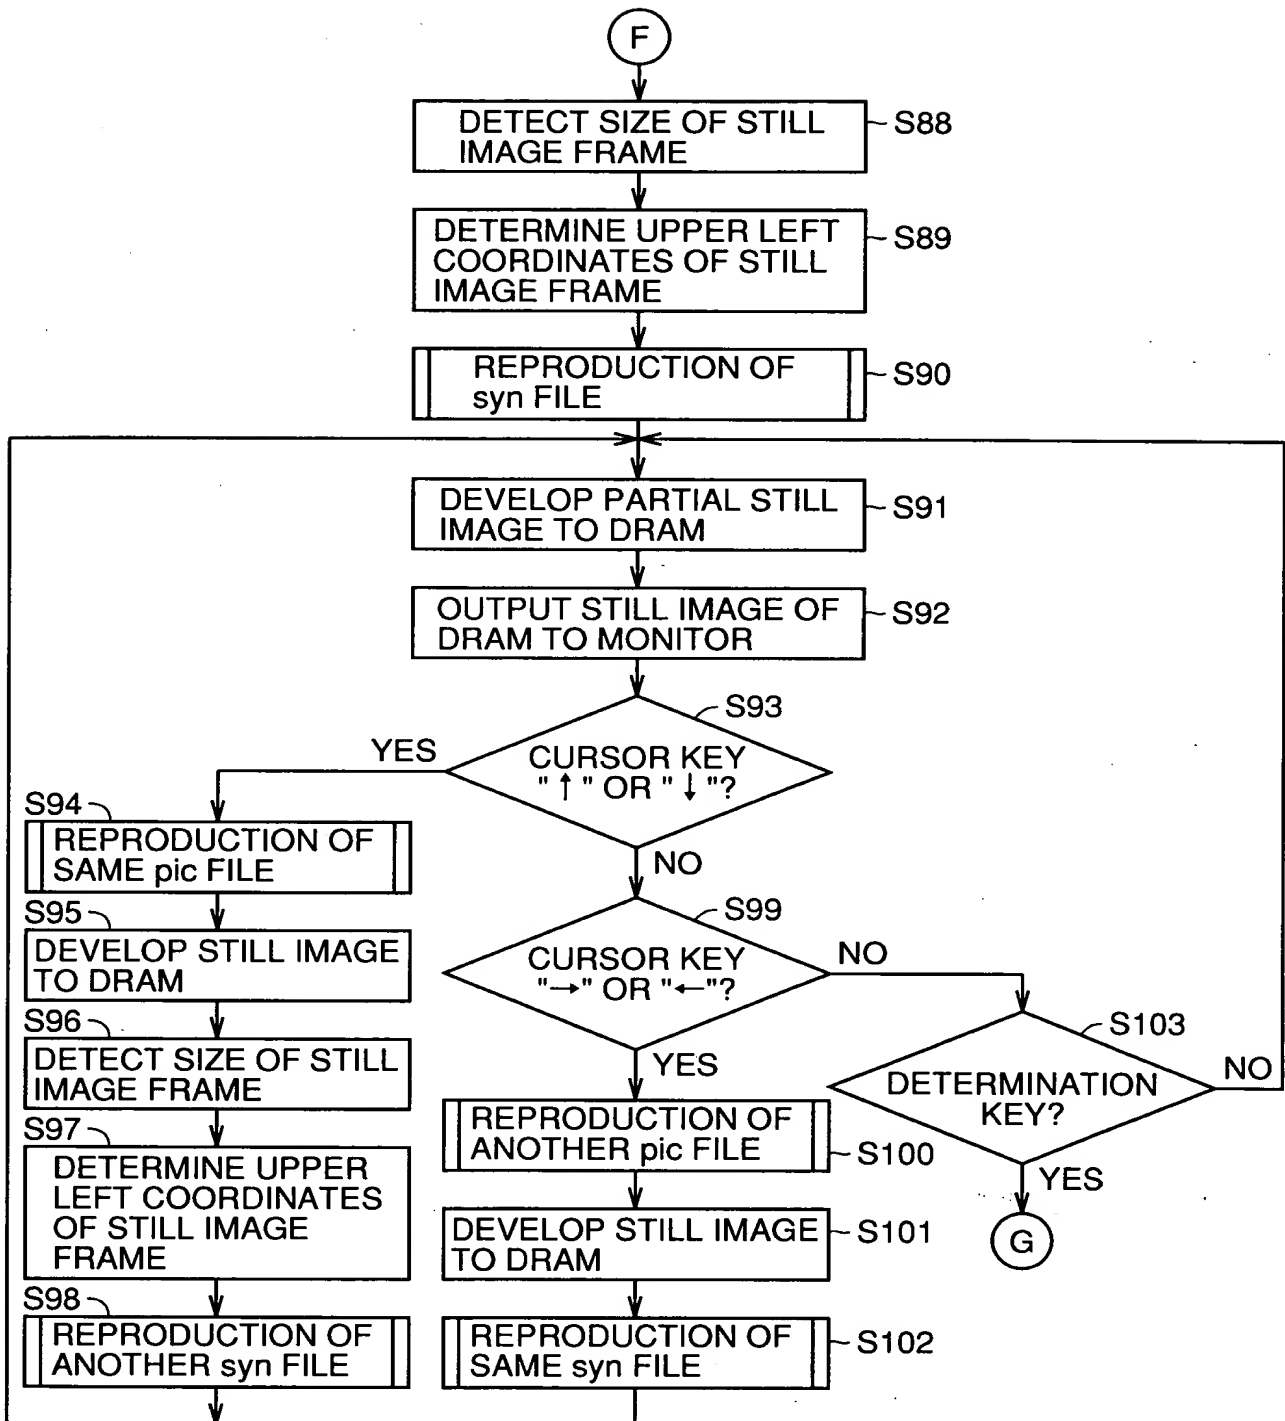 F
DETECT SIZE OF STILL
IMAGE FRAME
S88
DETERMINE UPPER LEFT
COORDINATES OF STILL
IMAGE FRAME
S89
REPRODUCTION OF
syn FILE
S90
DEVELOP PARTIAL STILL
IMAGE TO DRAM
S91
OUTPUT STILL IMAGE OF
DRAM TO MONITOR
S92
S93
CURSOR KEY
"↑" OR "↓"?
YES
NO
S94
REPRODUCTION OF
SAME pic FILE
S95
DEVELOP STILL IMAGE
TO DRAM
S96
DETECT SIZE OF STILL
IMAGE FRAME
S97
DETERMINE UPPER
LEFT COORDINATES
OF STILL IMAGE
FRAME
S98
REPRODUCTION OF
ANOTHER syn FILE
S99
CURSOR KEY
"→" OR "←"?
NO
YES
REPRODUCTION OF
ANOTHER pic FILE
S100
DEVELOP STILL IMAGE
TO DRAM
S101
REPRODUCTION OF
SAME syn FILE
S102
S103
DETERMINATION
KEY?
NO
YES
G